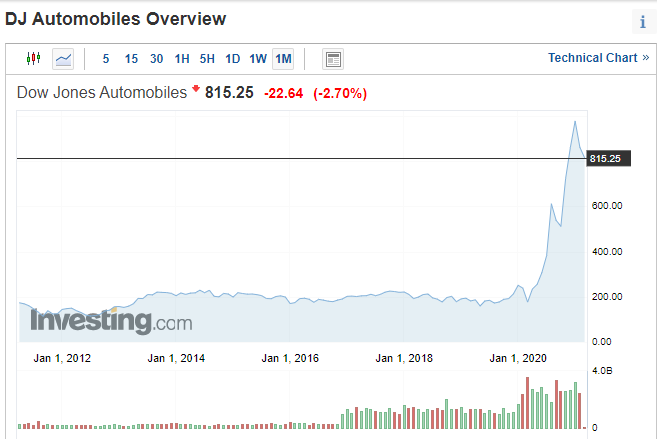 DJ Automobiles Overview
i
5 15 30 1H 5H 1D 1W 1M
Technical Chart »
Dow Jones Automobiles 815.25 -22.64 (-2.70%)
815.25
600.00
400.00
200.00
0.00
Investing.com
Jan 1, 2012 Jan 1, 2014 Jan 1, 2016 Jan 1, 2018 Jan 1, 2020
4.0B
0